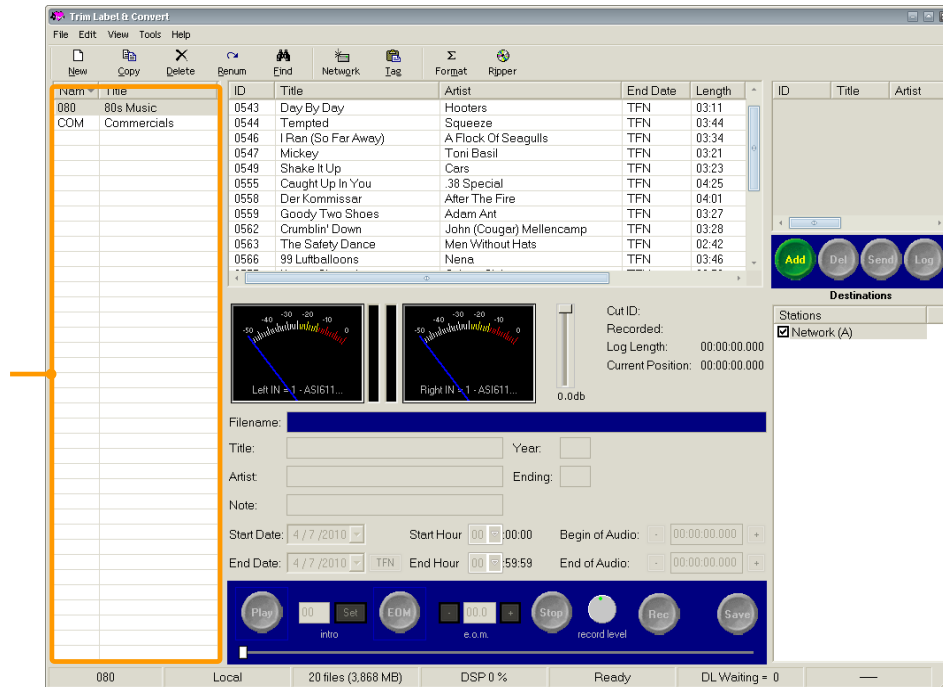 Trim Label & Convert
File Edit View Tools Help
New Copy Delete Renum Find Network Tag Format Ripper
Nam Title
080 80s Music
COM Commercials
ID Title Artist End Date Length
0543 Day By Day Hooters TFN 03:11
0544 Tempted Squeeze TFN 03:44
0546 I Ran (So Far Away) A Flock Of Seagulls TFN 03:34
0547 Mickey Toni Basil TFN 03:21
0549 Shake It Up Cars TFN 03:23
0555 Caught Up In You .38 Special TFN 04:25
0558 Der Kommissar After The Fire TFN 04:01
0559 Goody Two Shoes Adam Ant TFN 03:27
0562 Crumblin' Down John (Cougar) Mellencamp TFN 03:28
0563 The Safety Dance Men Without Hats TFN 02:42
0566 99 Luftballoons Nena TFN 03:46
ID Title Artist
Add Del Send Log
Destinations
Stations
Network (A)
-50 -40 -30 -20 -10 0
Left IN = 1 - ASI611...
-50 -40 -30 -20 -10 0
Right IN = 1 - ASI611...
0.0db
Cut ID:
Recorded:
Log Length: 00:00:00.000
Current Position: 00:00:00.000
Filename:
Title: Year:
Artist: Ending:
Note:
Start Date: 4 / 7 /2010 Start Hour 00 :00:00 Begin of Audio: - 00:00:00.000 +
End Date: 4 / 7 /2010 TFN End Hour 00 :59:59 End of Audio: - 00:00:00.000 +
Play 00 Set EOM - 00.0 + Stop Rec Save
intro e.o.m. record level
080 Local 20 files (3,868 MB) DSP 0 % Ready DL Waiting = 0